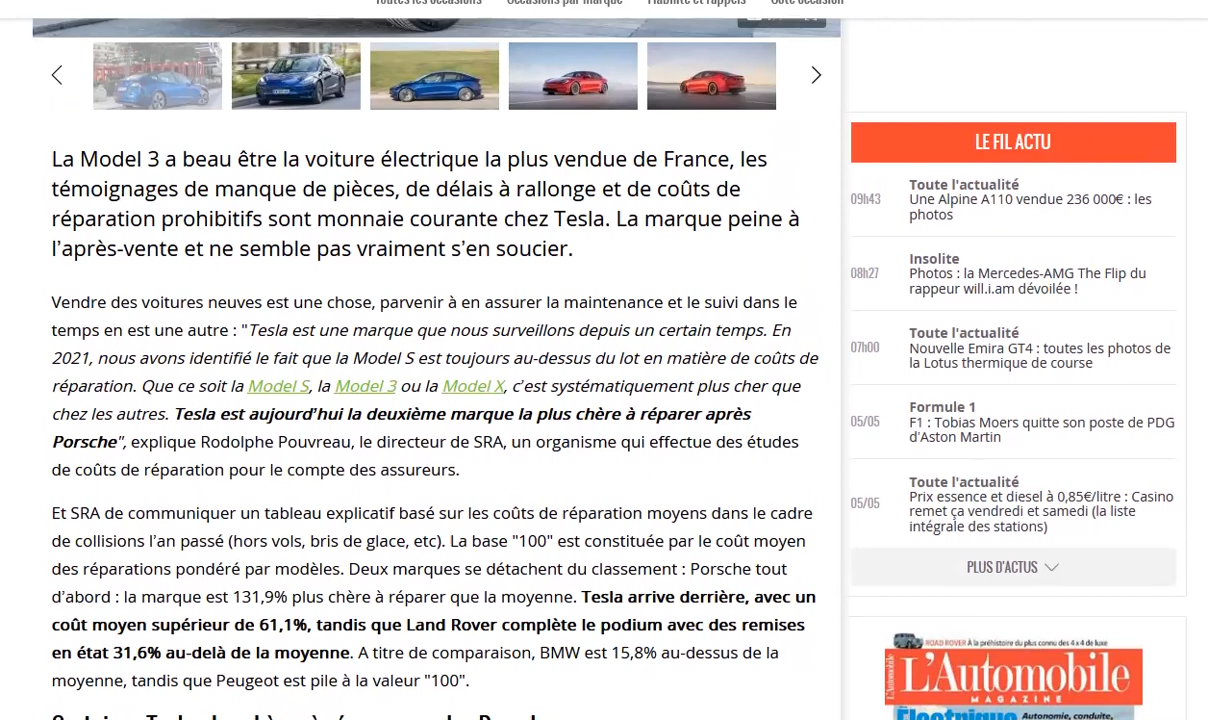 Toutes les occasions Occasions par marque Fiabilité et rappels Côté occasion
La Model 3 a beau être la voiture électrique la plus vendue de France, les
témoignages de manque de pièces, de délais à rallonge et de coûts de
réparation prohibitifs sont monnaie courante chez Tesla. La marque peine à
l’après-vente et ne semble pas vraiment s’en soucier.
Vendre des voitures neuves est une chose, parvenir à en assurer la maintenance et le suivi dans le
temps en est une autre : "Tesla est une marque que nous surveillons depuis un certain temps. En
2021, nous avons identifié le fait que la Model S est toujours au-dessus du lot en matière de coûts de
réparation. Que ce soit la Model S, la Model 3 ou la Model X, c’est systématiquement plus cher que
chez les autres. Tesla est aujourd’hui la deuxième marque la plus chère à réparer après
Porsche", explique Rodolphe Pouvreau, le directeur de SRA, un organisme qui effectue des études
de coûts de réparation pour le compte des assureurs.
Et SRA de communiquer un tableau explicatif basé sur les coûts de réparation moyens dans le cadre
de collisions l’an passé (hors vols, bris de glace, etc). La base "100" est constituée par le coût moyen
des réparations pondéré par modèles. Deux marques se détachent du classement : Porsche tout
d’abord : la marque est 131,9% plus chère à réparer que la moyenne. Tesla arrive derrière, avec un
coût moyen supérieur de 61,1%, tandis que Land Rover complète le podium avec des remises
en état 31,6% au-delà de la moyenne. A titre de comparaison, BMW est 15,8% au-dessus de la
moyenne, tandis que Peugeot est pile à la valeur "100".
LE FIL ACTU
09h43
Toute l'actualité
Une Alpine A110 vendue 236 000€ : les
photos
08h27
Insolite
Photos : la Mercedes-AMG The Flip du
rappeur will.i.am dévoilée !
07h00
Toute l'actualité
Nouvelle Emira GT4 : toutes les photos de
la Lotus thermique de course
05/05
Formule 1
F1 : Tobias Moers quitte son poste de PDG
d’Aston Martin
05/05
Toute l'actualité
Prix essence et diesel à 0,85€/litre : Casino
remet ça vendredi et samedi (la liste
intégrale des stations)
PLUS D'ACTUS
ROAD ROVER À la préhistoire du plus connu des 4x4 de luxe
L'Automobile
L'Automobile
MAGAZINE
Électrique Autonomie, conduite,